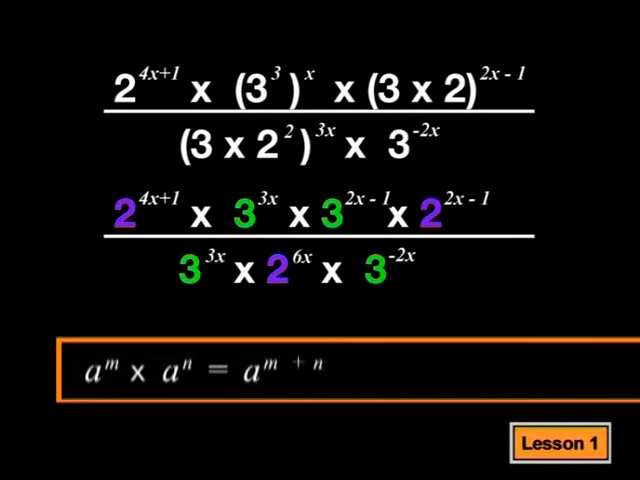 2^{4x+1} x (3^3)^x x (3 x 2)^{2x - 1}
(3 x 2^2)^{3x} x 3^{-2x}
2^{4x+1} x 3^{3x} x 3^{2x - 1} x 2^{2x - 1}
3^{3x} x 2^{6x} x 3^{-2x}
a^m x a^n = a^{m + n}
Lesson 1